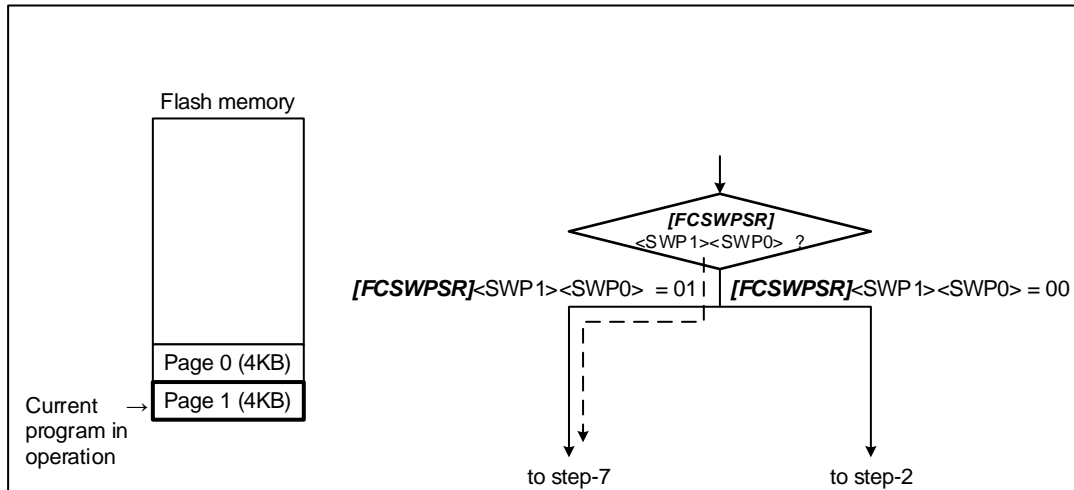 Flash memory
[FCSWPSR]
<SWP1><SWP0> ?
[FCSWPSR]<SWP1><SWP0> = 01
[FCSWPSR]<SWP1><SWP0> = 00
Page 0 (4KB)
Page 1 (4KB)
Current →
program in
operation
to step-7
to step-2